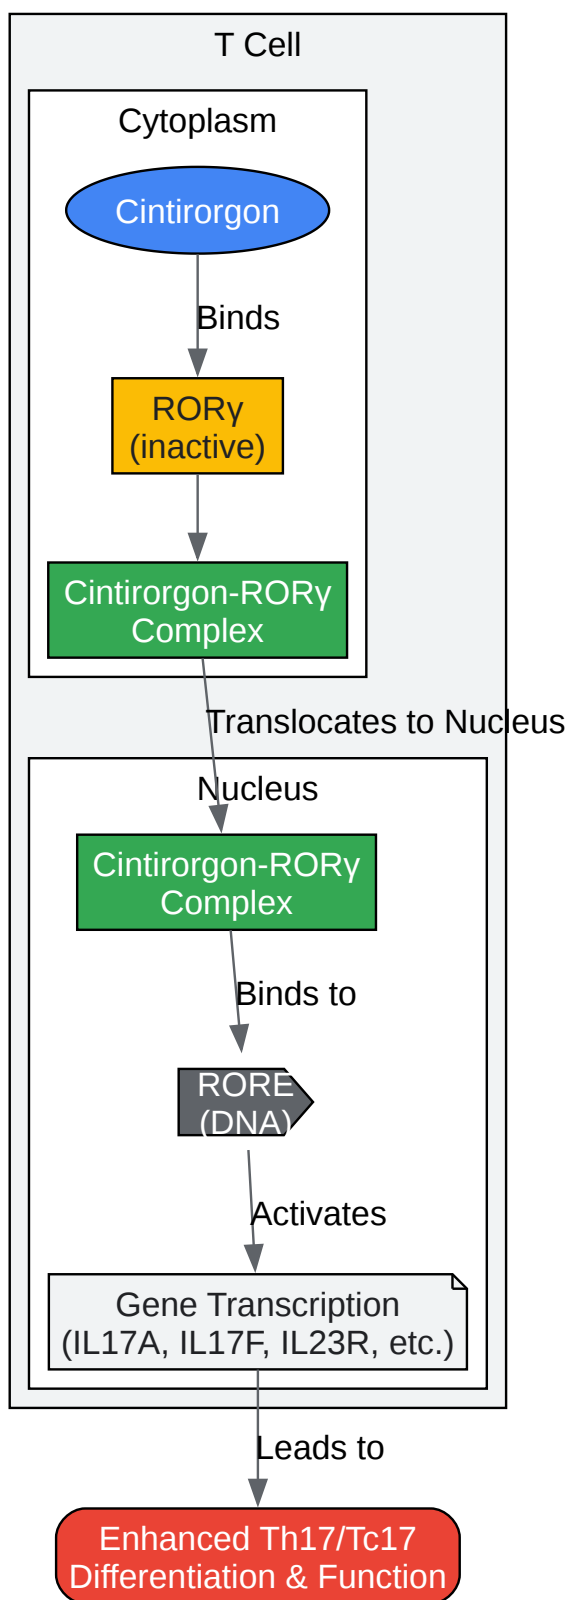 T Cell
Cytoplasm
Cintirorgon
Binds
RORγ
(inactive)
Cintirorgon-RORγ
Complex
Translocates to Nucleus
Nucleus
Cintirorgon-RORγ
Complex
Binds to
RORE
(DNA)
Activates
Gene Transcription
(IL17A, IL17F, IL23R, etc.)
Leads to
Enhanced Th17/Tc17
Differentiation & Function